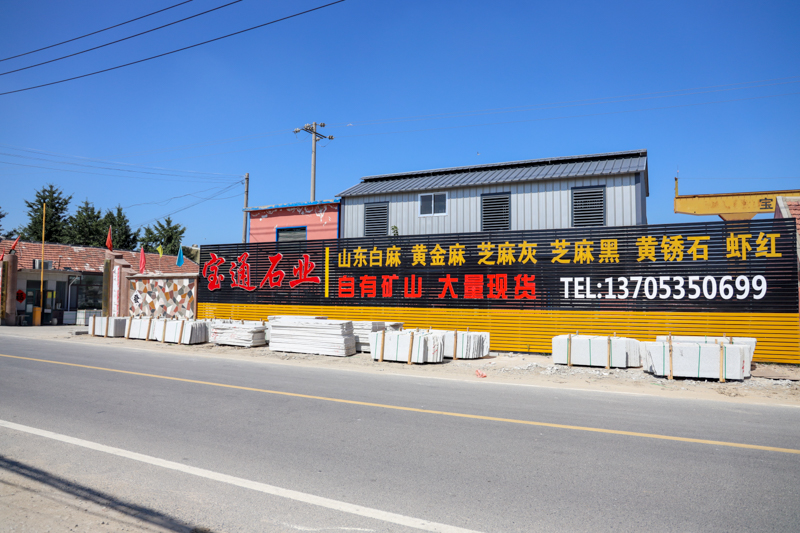 宝通石业
山东白麻 黄金麻 芝麻灰 芝麻黑 黄锈石 虾红
自有矿山 大量现货 TEL:13705350699
宝